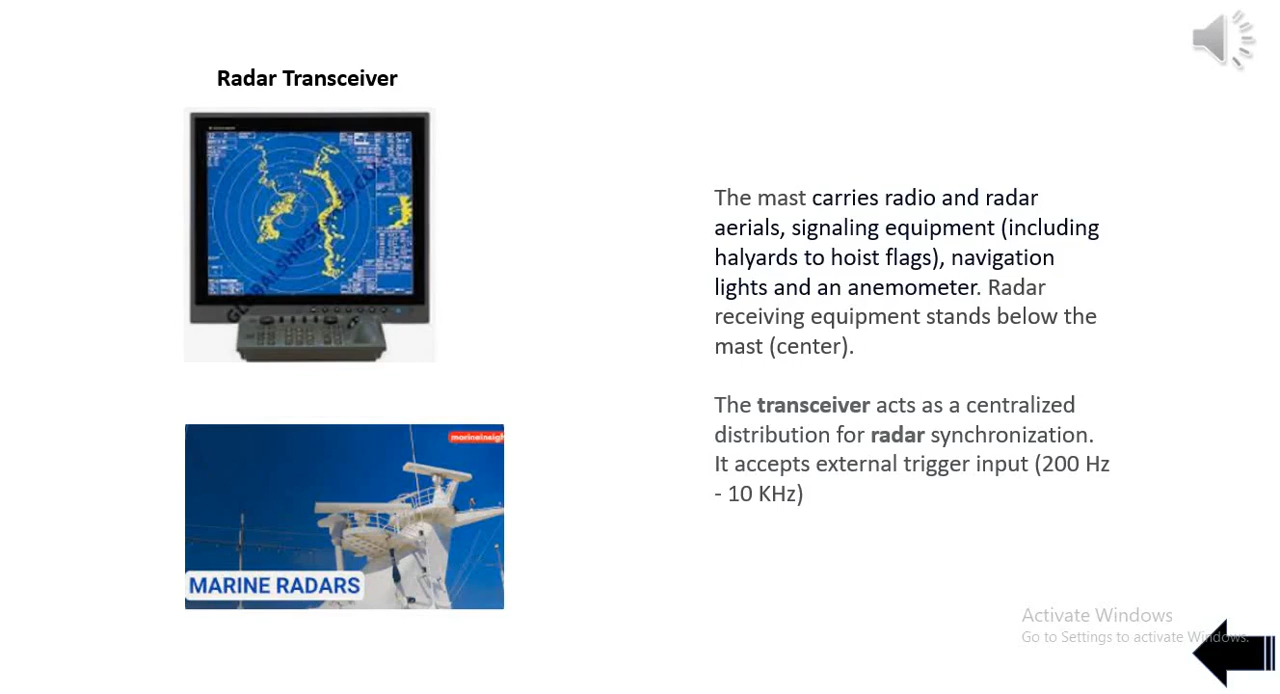 Radar Transceiver
GLOBALSHIPSERVICES.COM
marineinsigh
MARINE RADARS
The mast carries radio and radar
aerials, signaling equipment (including
halyards to hoist flags), navigation
lights and an anemometer. Radar
receiving equipment stands below the
mast (center).
The transceiver acts as a centralized
distribution for radar synchronization.
It accepts external trigger input (200 Hz
- 10 KHz)
Activate Windows
Go to Settings to activate Windows.